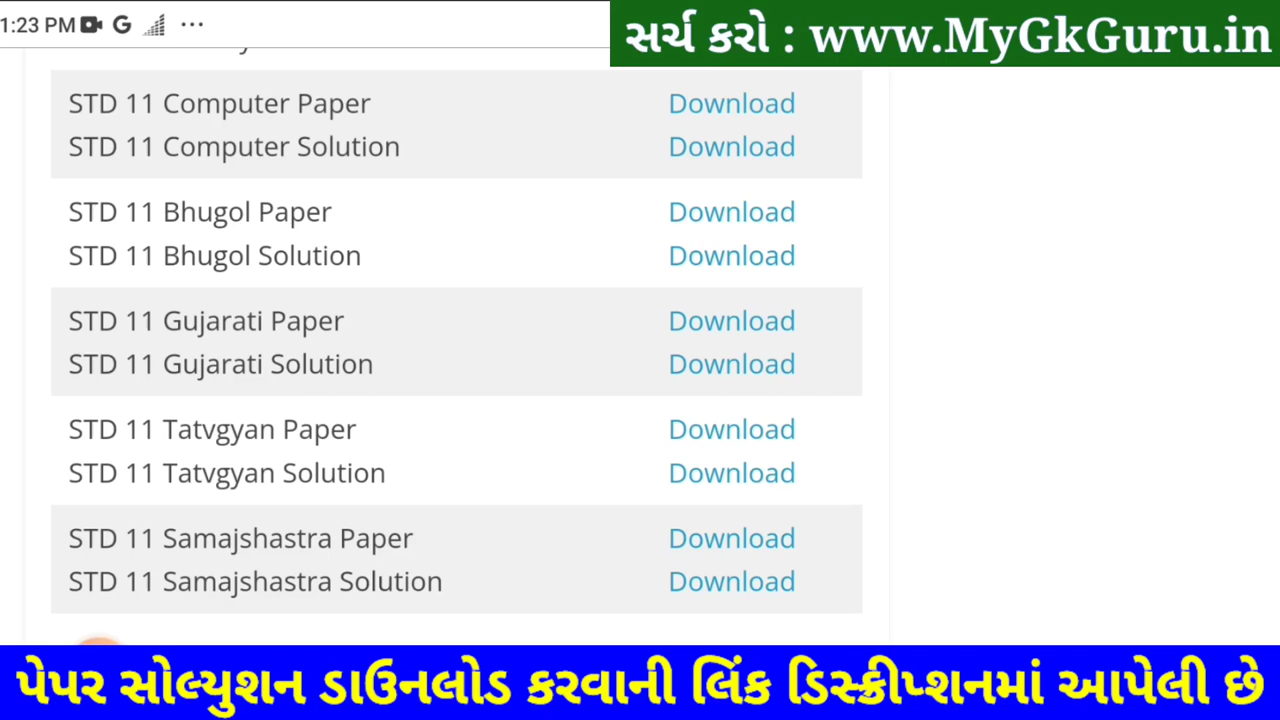 1:23 PM G ...
સર્ચ કરો : www.MyGkGuru.in
STD 11 Computer Paper Download
STD 11 Computer Solution Download
STD 11 Bhugol Paper Download
STD 11 Bhugol Solution Download
STD 11 Gujarati Paper Download
STD 11 Gujarati Solution Download
STD 11 Tatvgyan Paper Download
STD 11 Tatvgyan Solution Download
STD 11 Samajshastra Paper Download
STD 11 Samajshastra Solution Download
પેપર સોલ્યુશન ડાઉનલોડ કરવાની લિંક ડિસ્ક્રીપ્શનમાં આપેલી છે